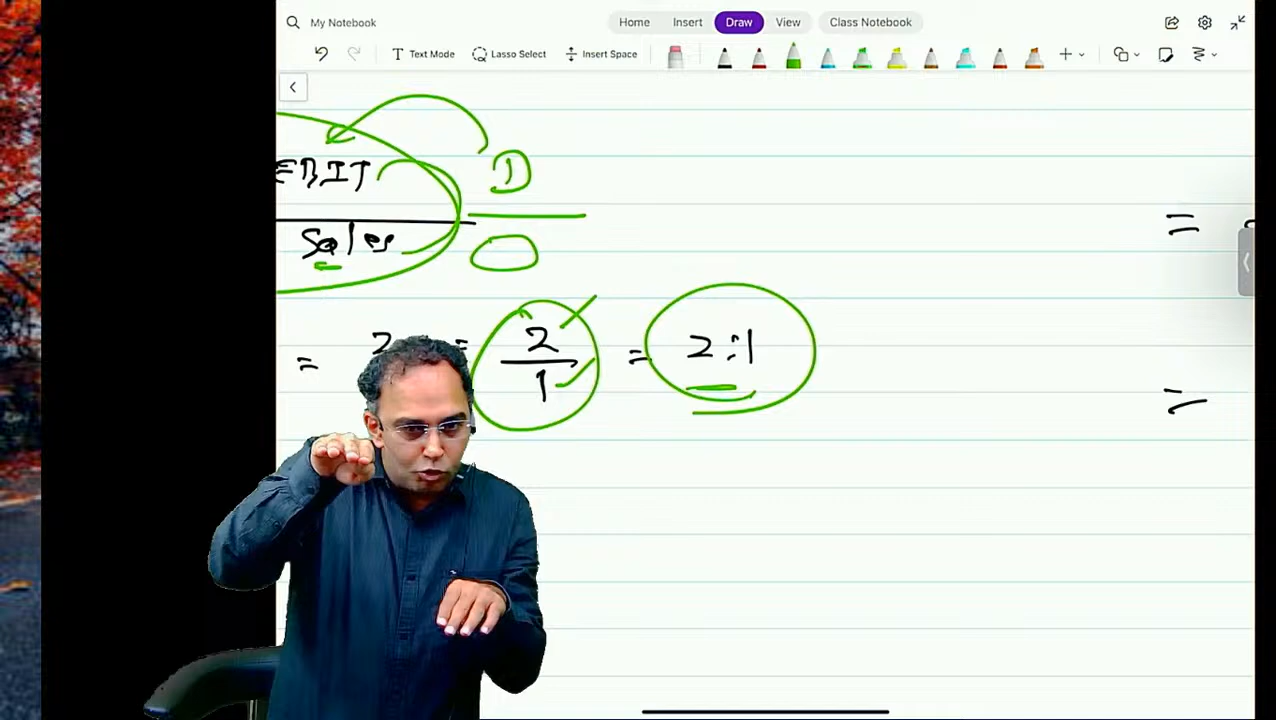 My Notebook
Home Insert Draw View Class Notebook
Text Mode Lasso Select Insert Space
EBIT D
Sales O
= 2 = 2 = 2:1
1
=
=